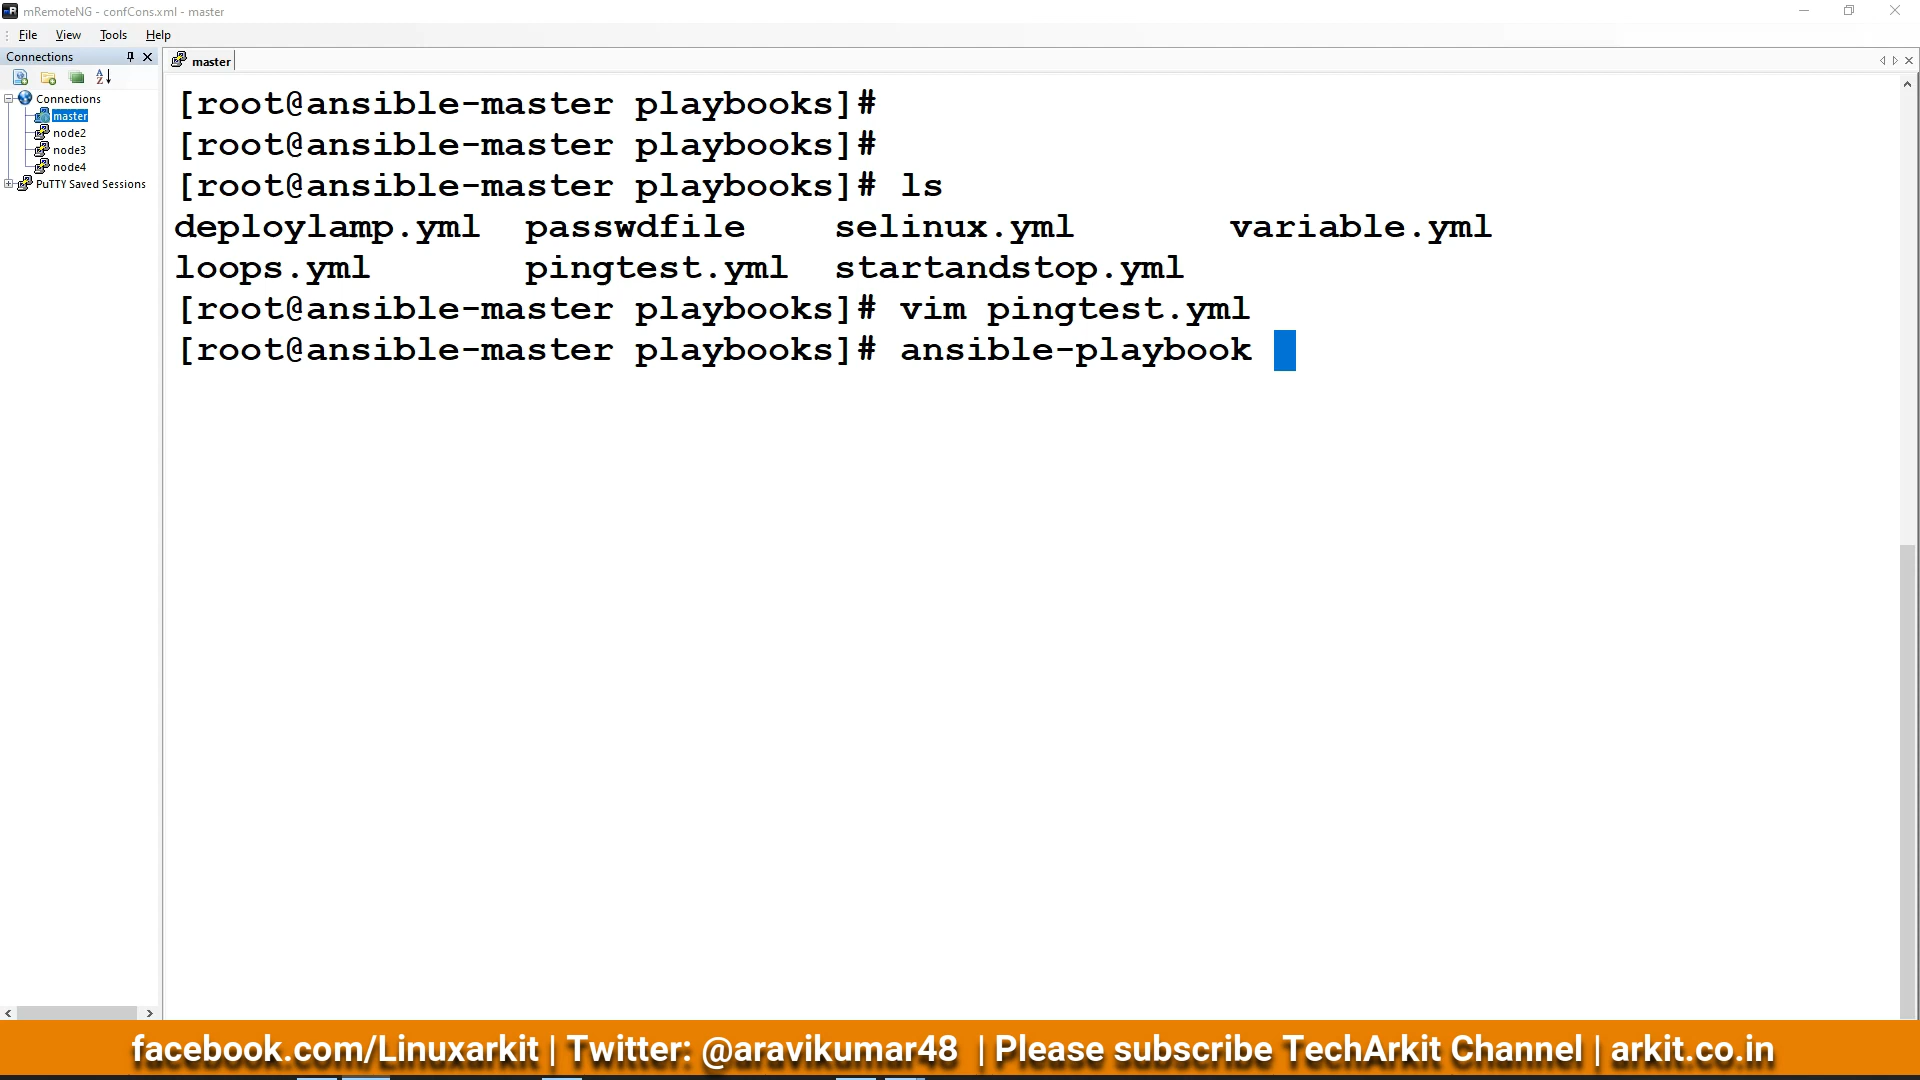 mRemoteNG - confCons.xml - master
File View Tools Help
Connections
master
Connections
master
node2
node3
node4
PuTTY Saved Sessions
[root@ansible-master playbooks]#
[root@ansible-master playbooks]#
[root@ansible-master playbooks]# ls
deploylamp.yml passwdfile selinux.yml variable.yml
loops.yml pingtest.yml startandstop.yml
[root@ansible-master playbooks]# vim pingtest.yml
[root@ansible-master playbooks]# ansible-playbook
facebook.com/Linuxarkit | Twitter: @aravikumar48 | Please subscribe TechArkit Channel | arkit.co.in